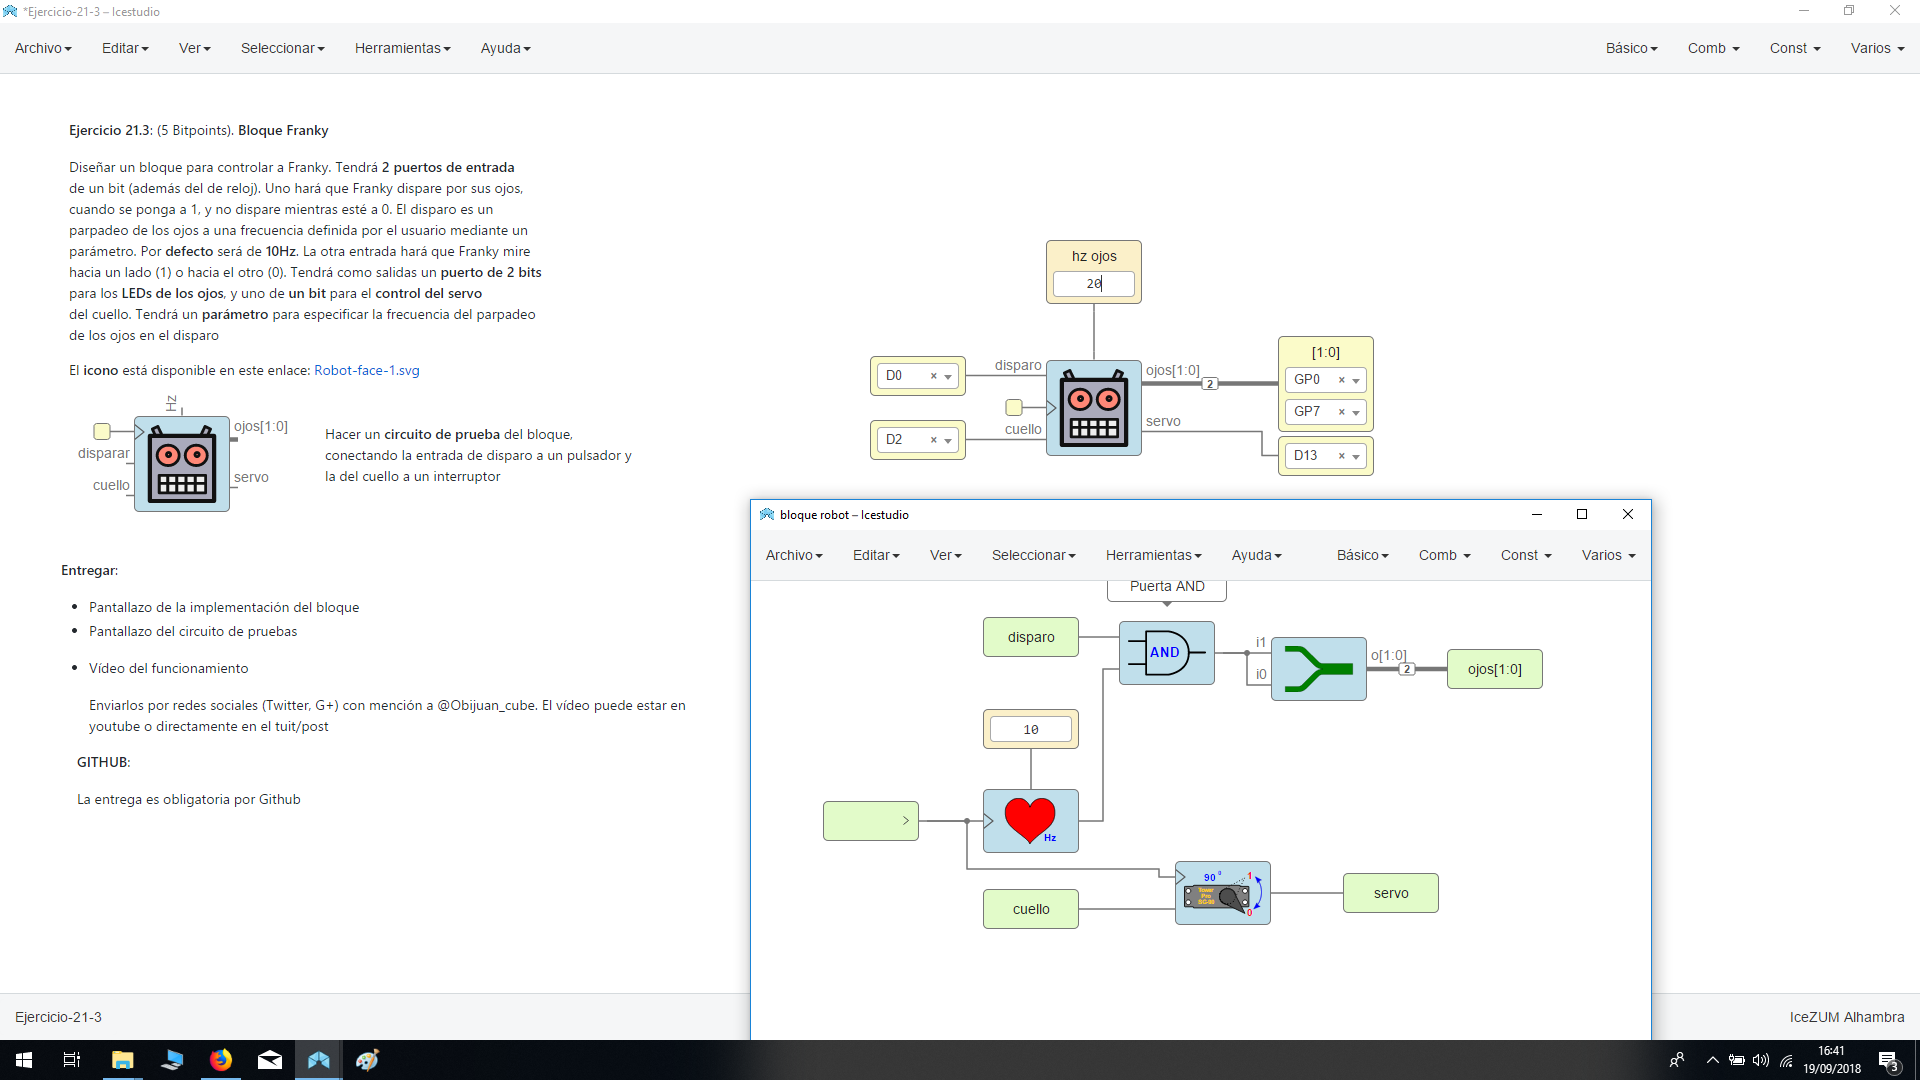 *Ejercicio-21-3 – Icestudio
Archivo Editar Ver Seleccionar Herramientas Ayuda Básico Comb Const Varios
Ejercicio 21.3: (5 Bitpoints). Bloque Franky
Diseñar un bloque para controlar a Franky. Tendrá 2 puertos de entrada
de un bit (además del de reloj). Uno hará que Franky dispare por sus ojos,
cuando se ponga a 1, y no dispare mientras esté a 0. El disparo es un
parpadeo de los ojos a una frecuencia definida por el usuario mediante un
parámetro. Por defecto será de 10Hz. La otra entrada hará que Franky mire
hacia un lado (1) o hacia el otro (0). Tendrá como salidas un puerto de 2 bits
para los LEDs de los ojos, y uno de un bit para el control del servo
del cuello. Tendrá un parámetro para especificar la frecuencia del parpadeo
de los ojos en el disparo
El icono está disponible en este enlace: Robot-face-1.svg
Hz
ojos[1:0]
disparar
cuello
servo
Hacer un circuito de prueba del bloque,
conectando la entrada de disparo a un pulsador y
la del cuello a un interruptor
Entregar:
Pantallazo de la implementación del bloque
Pantallazo del circuito de pruebas
Vídeo del funcionamiento
Enviarlos por redes sociales (Twitter, G+) con mención a @Obijuan_cube. El vídeo puede estar en
youtube o directamente en el tuit/post
GITHUB:
La entrega es obligatoria por Github
hz ojos
20
D0 ×
disparo
D2 ×
cuello
ojos[1:0]
2
servo
[1:0]
GP0 ×
GP7 ×
D13 ×
bloque robot – Icestudio
Archivo Editar Ver Seleccionar Herramientas Ayuda Básico Comb Const Varios
Puerta AND
disparo
AND
i1
i0
o[1:0]
2
ojos[1:0]
10
Hz
90 º
1
Tower
Pro
SG-90
0
cuello
servo
Ejercicio-21-3
IceZUM Alhambra
16:41
19/09/2018
3